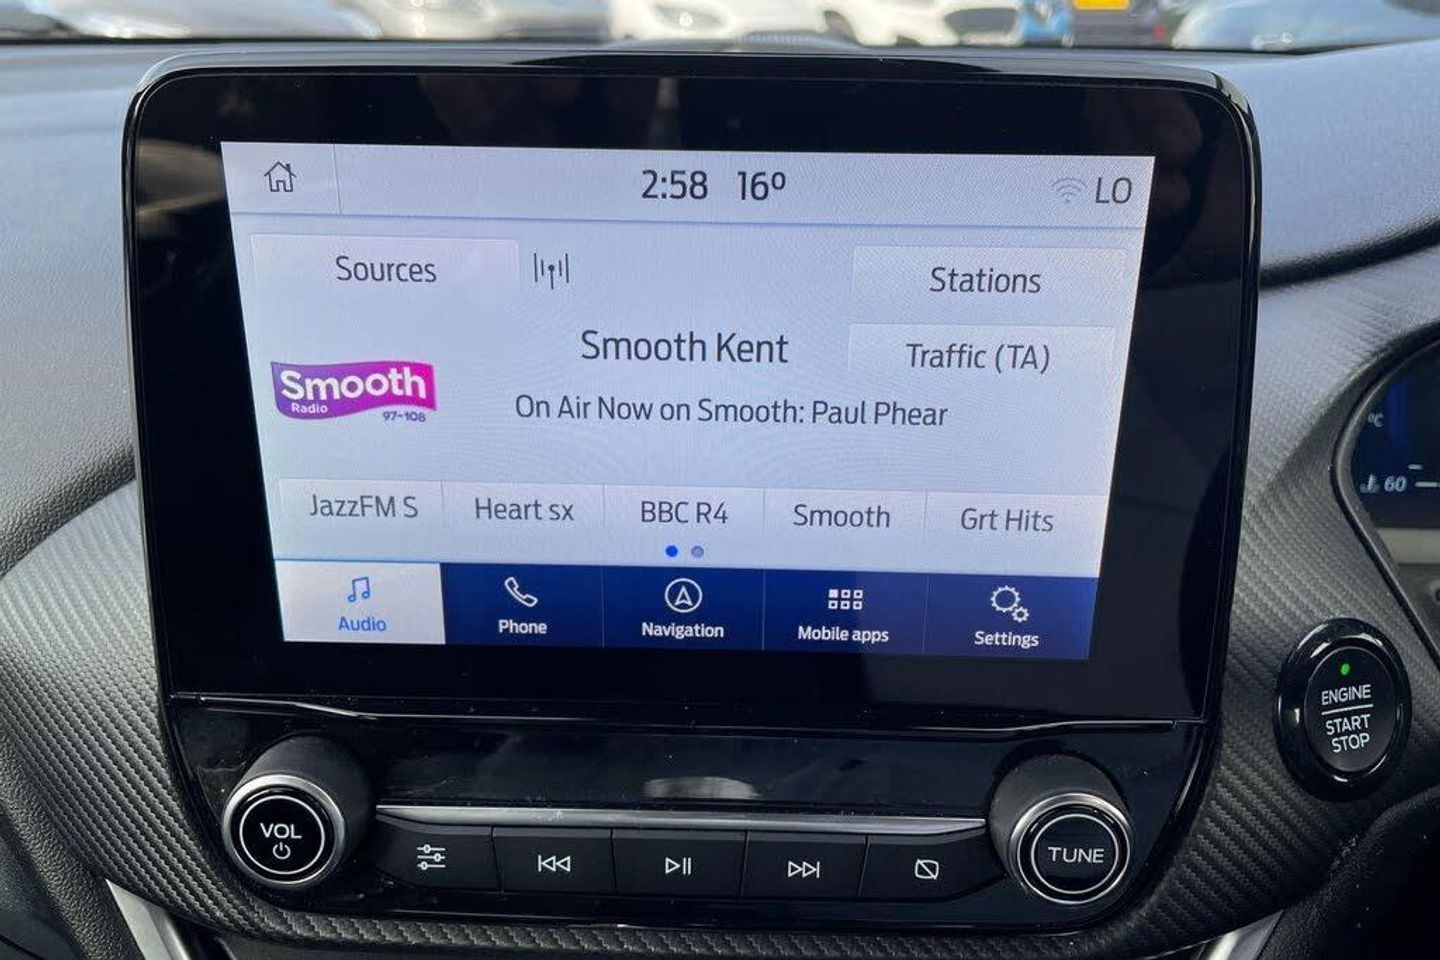 2:58 16º LO
Sources
Stations
Smooth Kent
Traffic (TA)
Smooth
Radio
97-108
On Air Now on Smooth: Paul Phear
JazzFM S Heart sx BBC R4 Smooth Grt Hits
Audio Phone Navigation Mobile apps Settings
°C
60
ENGINE
START
STOP
VOL
TUNE